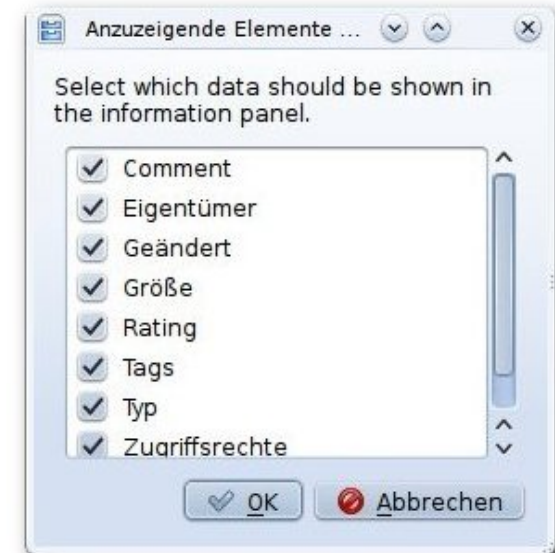 Anzuzeigende Elemente ...
Select which data should be shown in
the information panel.
Comment
Eigentümer
Geändert
Größe
Rating
Tags
Typ
Zugriffsrechte
OK
Abbrechen